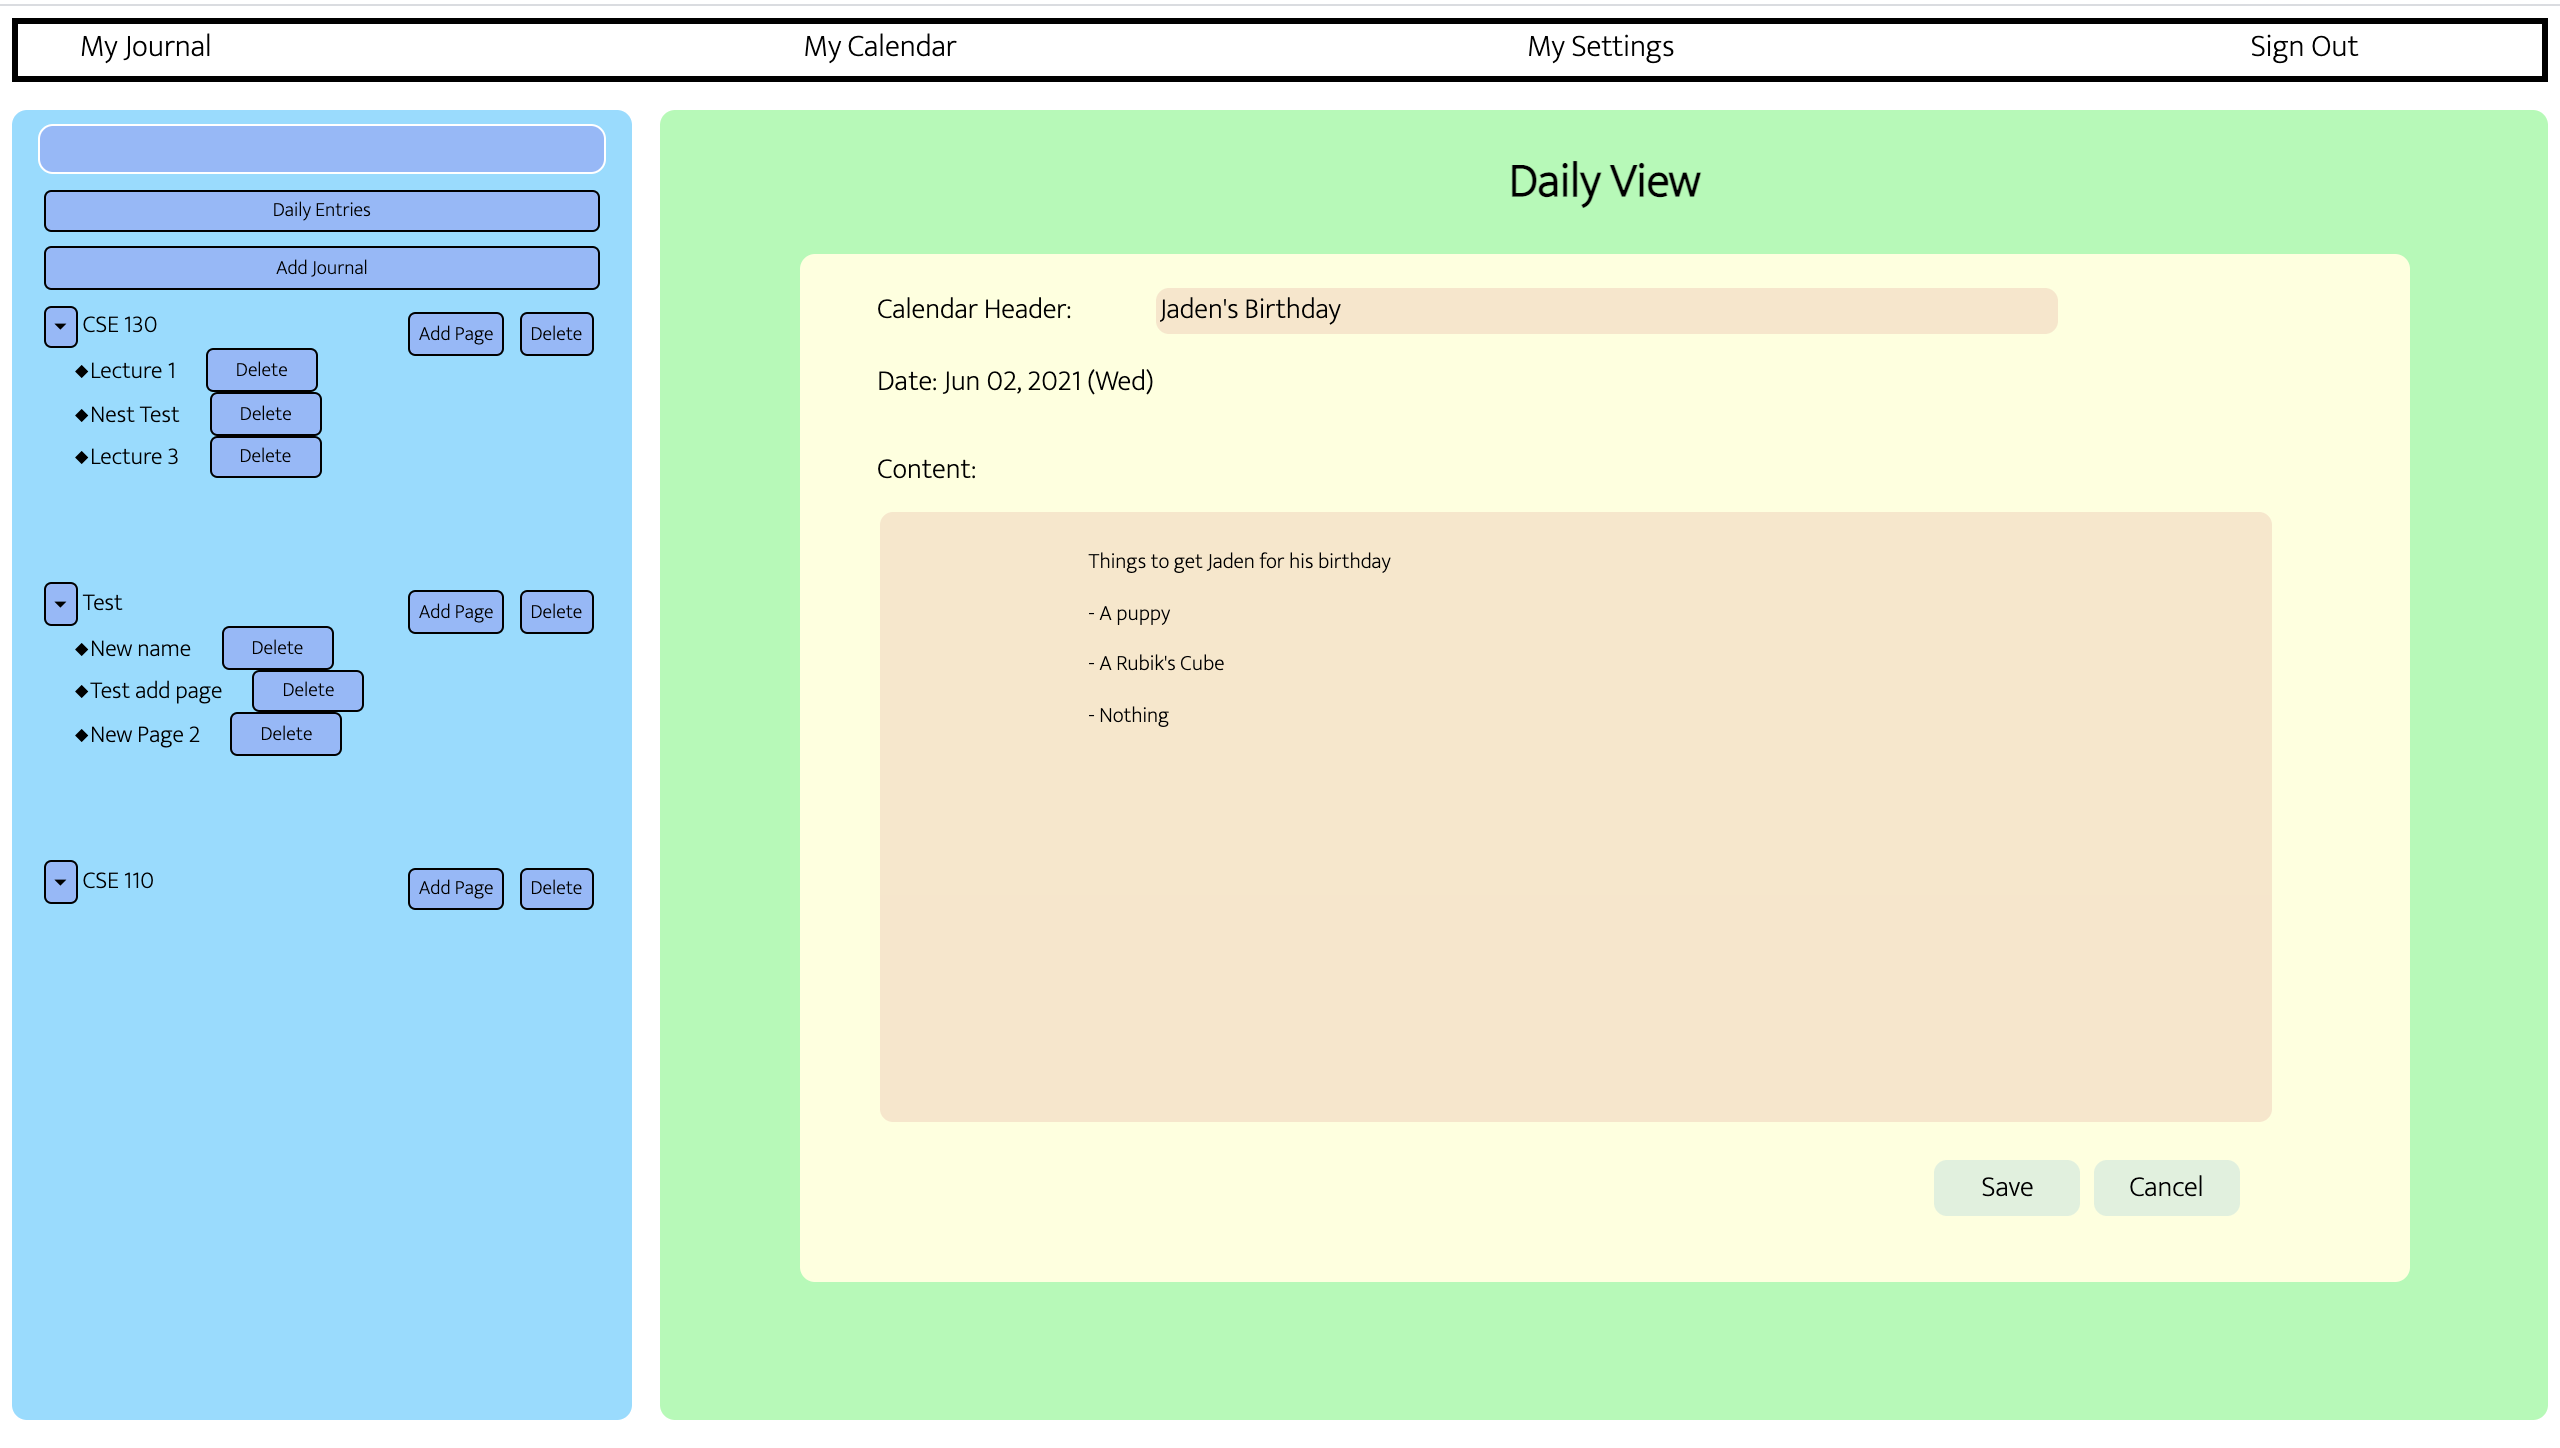 My Journal
My Calendar
My Settings
Sign Out
Daily Entries
Add Journal
CSE 130
Add Page
Delete
◆Lecture 1
Delete
◆Nest Test
Delete
◆Lecture 3
Delete
Test
Add Page
Delete
◆New name
Delete
◆Test add page
Delete
◆New Page 2
Delete
CSE 110
Add Page
Delete
Daily View
Calendar Header:
Jaden's Birthday
Date: Jun 02, 2021 (Wed)
Content:
Things to get Jaden for his birthday
- A puppy
- A Rubik's Cube
- Nothing
Save
Cancel